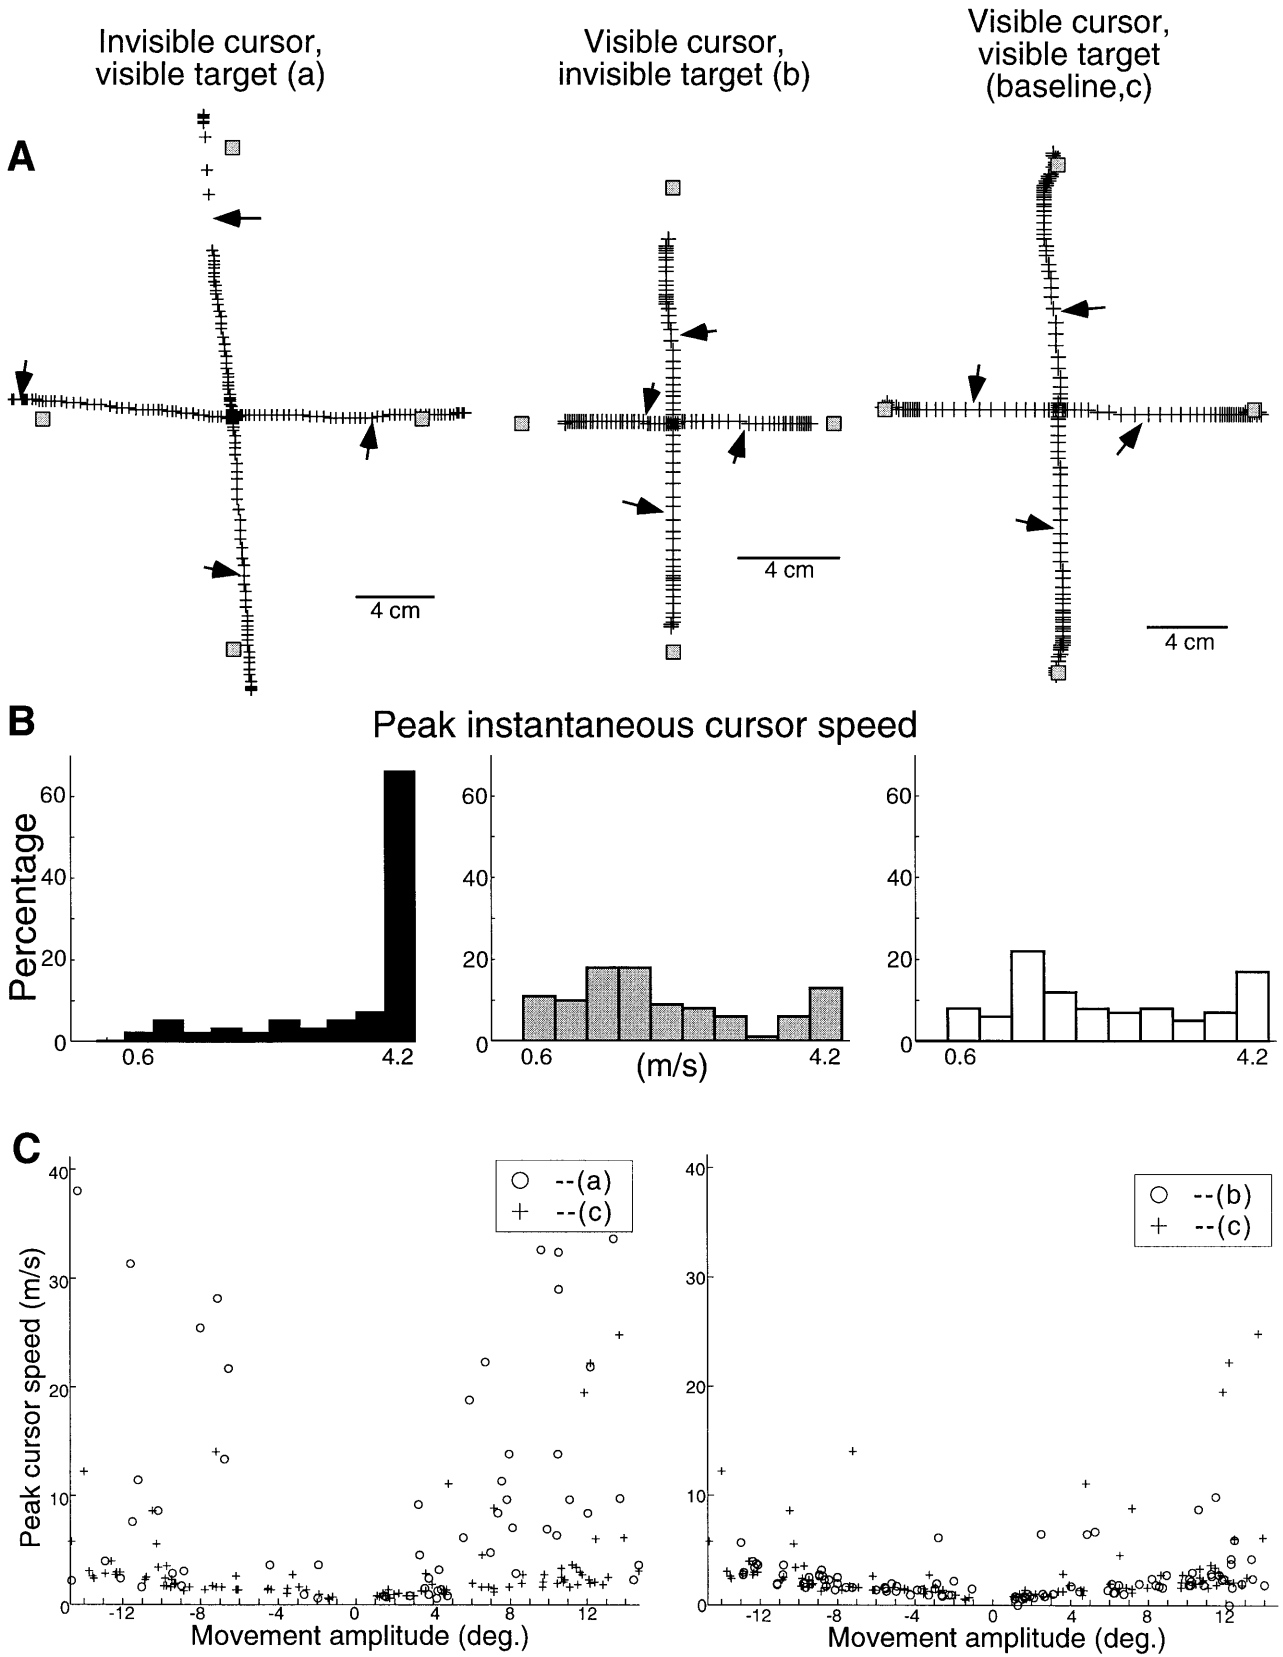 Invisible cursor,
visible target (a)
Visible cursor,
invisible target (b)
Visible cursor,
visible target
(baseline,c)
A
4 cm
4 cm
4 cm
B
Peak instantaneous cursor speed
Percentage
60
40
20
0
0.6
4.2
60
40
20
0
0.6
4.2
(m/s)
60
40
20
0
0.6
4.2
C
Peak cursor speed (m/s)
40
30
20
10
0
-12
-8
-4
0
4
8
12
Movement amplitude (deg.)
--(a)
--(c)
40
30
20
10
0
-12
-8
-4
0
4
8
12
Movement amplitude (deg.)
--(b)
--(c)